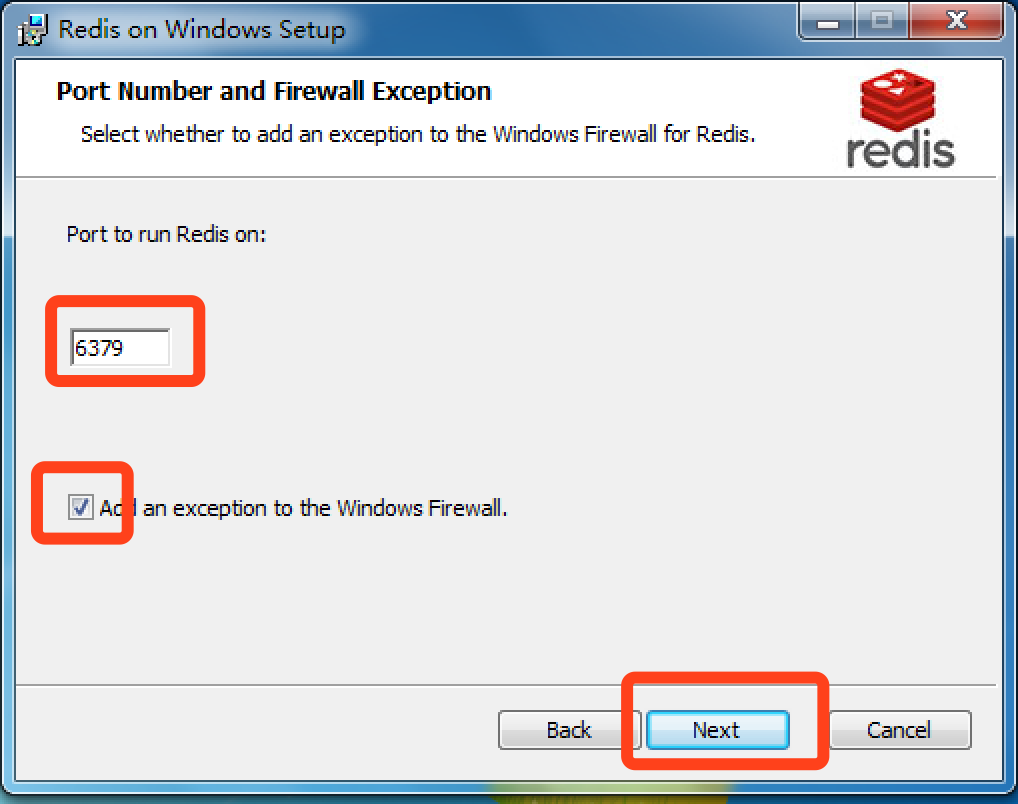 Redis on Windows Setup
Port Number and Firewall Exception
Select whether to add an exception to the Windows Firewall for Redis.
redis
Port to run Redis on:
6379
Add an exception to the Windows Firewall.
Back Next Cancel